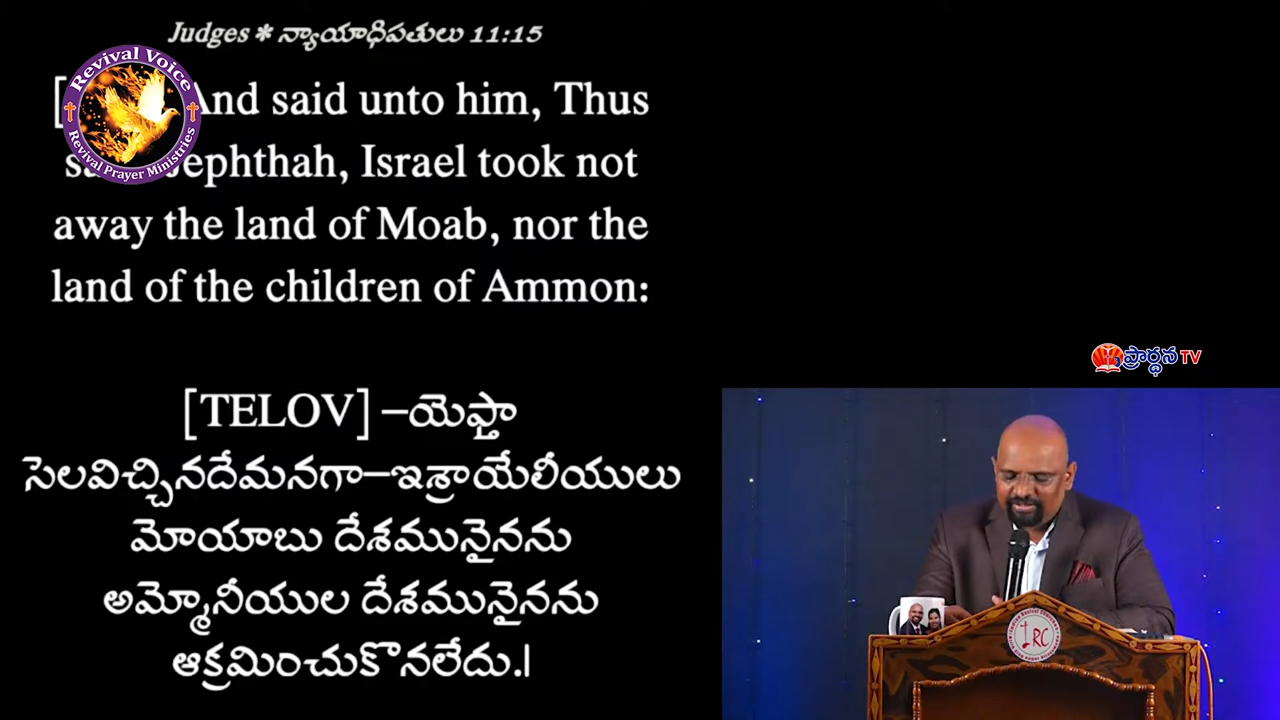 Judges * న్యాయాధిపతులు 11:15
Revival Voice
Revival Prayer Ministries
And said unto him, Thus
Jephthah, Israel took not
away the land of Moab, nor the
land of the children of Ammon:
[TELOV] –యెఫ్తా
సెలవిచ్చినదేమనగా–ఇశ్రాయేలీయులు
మోయాబు దేశమునైనను
అమ్మోనీయుల దేశమునైనను
ఆక్రమించుకొనలేదు.|
ప్రార్థన TV
RC